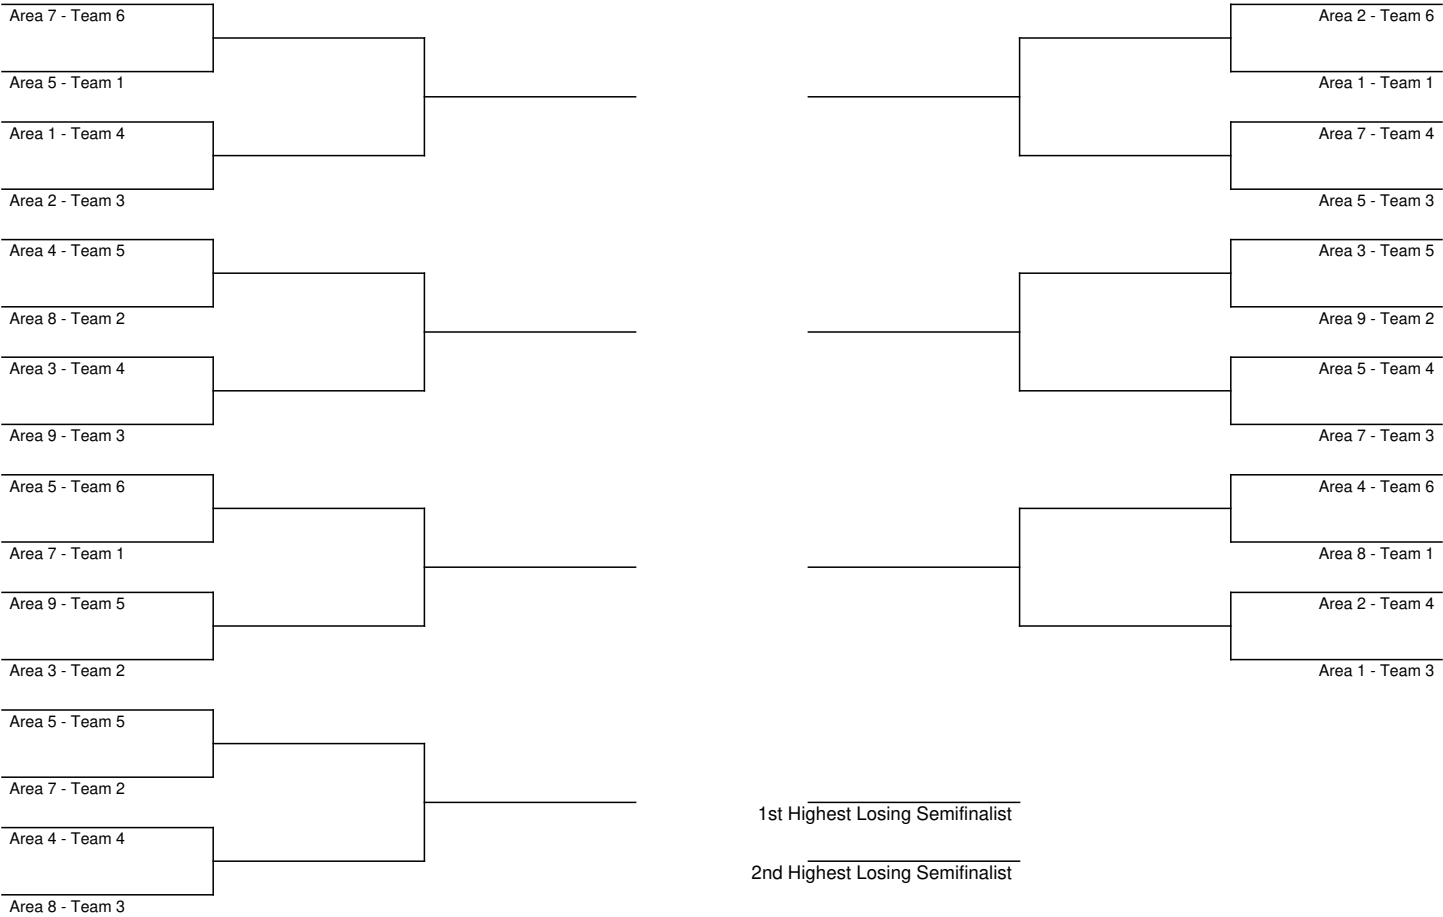 Area 7 - Team 6
Area 5 - Team 1
Area 1 - Team 4
Area 2 - Team 3
Area 4 - Team 5
Area 8 - Team 2
Area 3 - Team 4
Area 9 - Team 3
Area 5 - Team 6
Area 7 - Team 1
Area 9 - Team 5
Area 3 - Team 2
Area 5 - Team 5
Area 7 - Team 2
Area 4 - Team 4
Area 8 - Team 3
Area 2 - Team 6
Area 1 - Team 1
Area 7 - Team 4
Area 5 - Team 3
Area 3 - Team 5
Area 9 - Team 2
Area 5 - Team 4
Area 7 - Team 3
Area 4 - Team 6
Area 8 - Team 1
Area 2 - Team 4
Area 1 - Team 3
1st Highest Losing Semifinalist
2nd Highest Losing Semifinalist